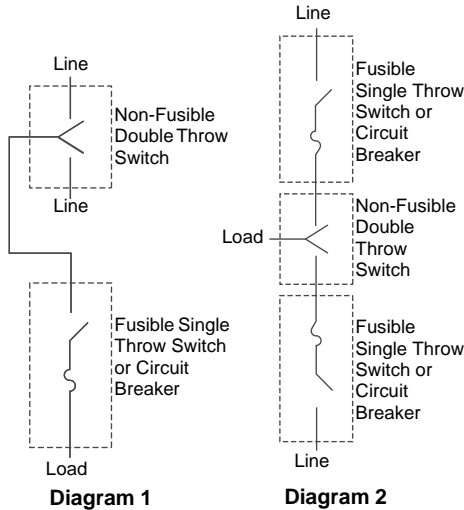 Line
Non-Fusible
Double Throw
Switch
Line
Fusible Single
Throw Switch
or Circuit
Breaker
Load
Diagram 1
Line
Fusible
Single Throw
Switch or
Circuit
Breaker
Non-Fusible
Double
Throw
Switch
Load
Fusible
Single Throw
Switch or
Circuit
Breaker
Line
Diagram 2